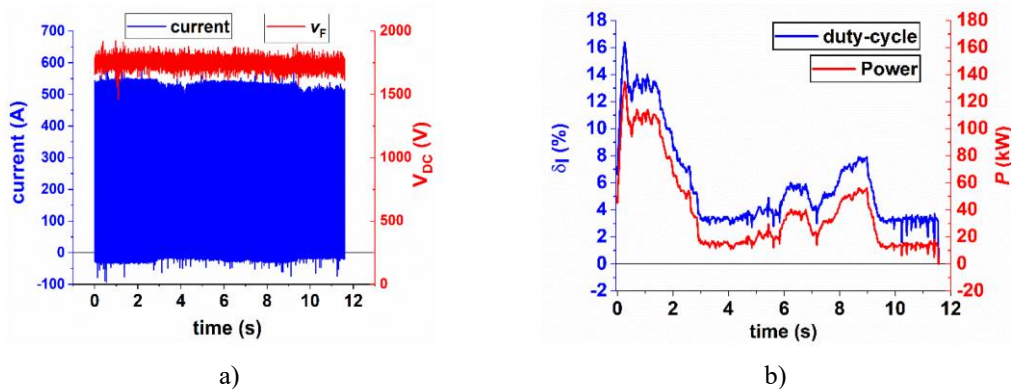 current v_F
current (A)
700
600
500
400
300
200
100
0
-100
0 2 4 6 8 10 12
time (s)
2000
1500
1000
500
0
V_DC (V)
a)
duty-cycle
Power
δ_I (%)
18
16
14
12
10
8
6
4
2
0
-2
0 2 4 6 8 10 12
time (s)
180
160
140
120
100
80
60
40
20
0
-20
P (kW)
b)